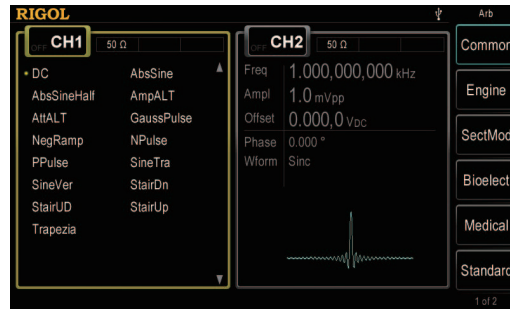 RIGOL Arb
OFF CH1 50 Ω
DC AbsSine
AbsSineHalf AmpALT
AttALT GaussPulse
NegRamp NPulse
PPulse SineTra
SineVer StairDn
StairUD StairUp
Trapezia
OFF CH2 50 Ω
Freq 1.000,000,000 kHz
Ampl 1.0 mVpp
Offset 0.000,0 VDC
Phase 0.000 °
Wform Sinc
Common
Engine
SectMod
Bioelect
Medical
Standard
1 of 2